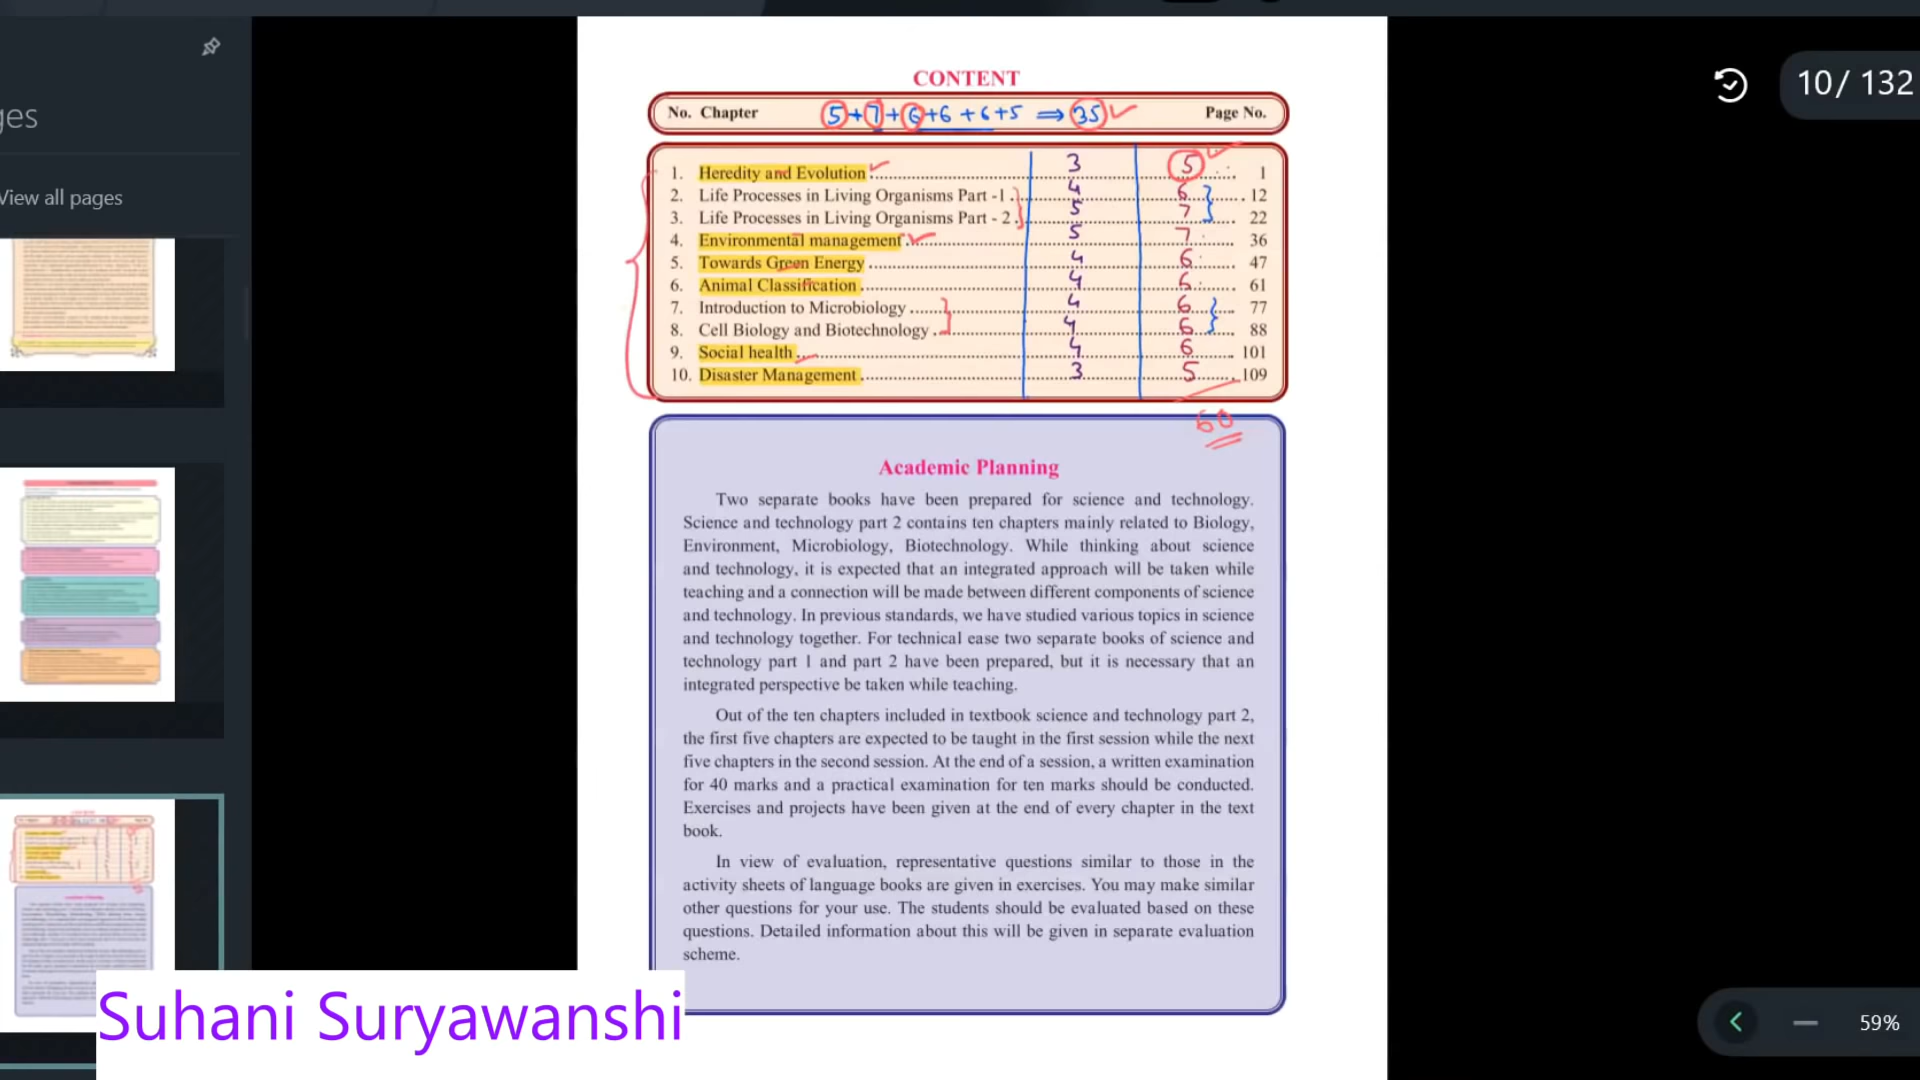 10/ 132
ges
View all pages
CONTENT
No. Chapter 5+7+6+6+6+5 ⇒ 35 Page No.
1. Heredity and Evolution 3 5 1
2. Life Processes in Living Organisms Part -1 4 6 12
3. Life Processes in Living Organisms Part - 2 5 7 22
4. Environmental management 5 7 36
5. Towards Green Energy 4 6 47
6. Animal Classification 4 6 61
7. Introduction to Microbiology 4 6 77
8. Cell Biology and Biotechnology 4 6 88
9. Social health 4 6 101
10. Disaster Management 3 5 109
60
Academic Planning
Two separate books have been prepared for science and technology.
Science and technology part 2 contains ten chapters mainly related to Biology,
Environment, Microbiology, Biotechnology. While thinking about science
and technology, it is expected that an integrated approach will be taken while
teaching and a connection will be made between different components of science
and technology. In previous standards, we have studied various topics in science
and technology together. For technical ease two separate books of science and
technology part 1 and part 2 have been prepared, but it is necessary that an
integrated perspective be taken while teaching.
Out of the ten chapters included in textbook science and technology part 2,
the first five chapters are expected to be taught in the first session while the next
five chapters in the second session. At the end of a session, a written examination
for 40 marks and a practical examination for ten marks should be conducted.
Exercises and projects have been given at the end of every chapter in the text
book.
In view of evaluation, representative questions similar to those in the
activity sheets of language books are given in exercises. You may make similar
other questions for your use. The students should be evaluated based on these
questions. Detailed information about this will be given in separate evaluation
scheme.
Suhani Suryawanshi
59%